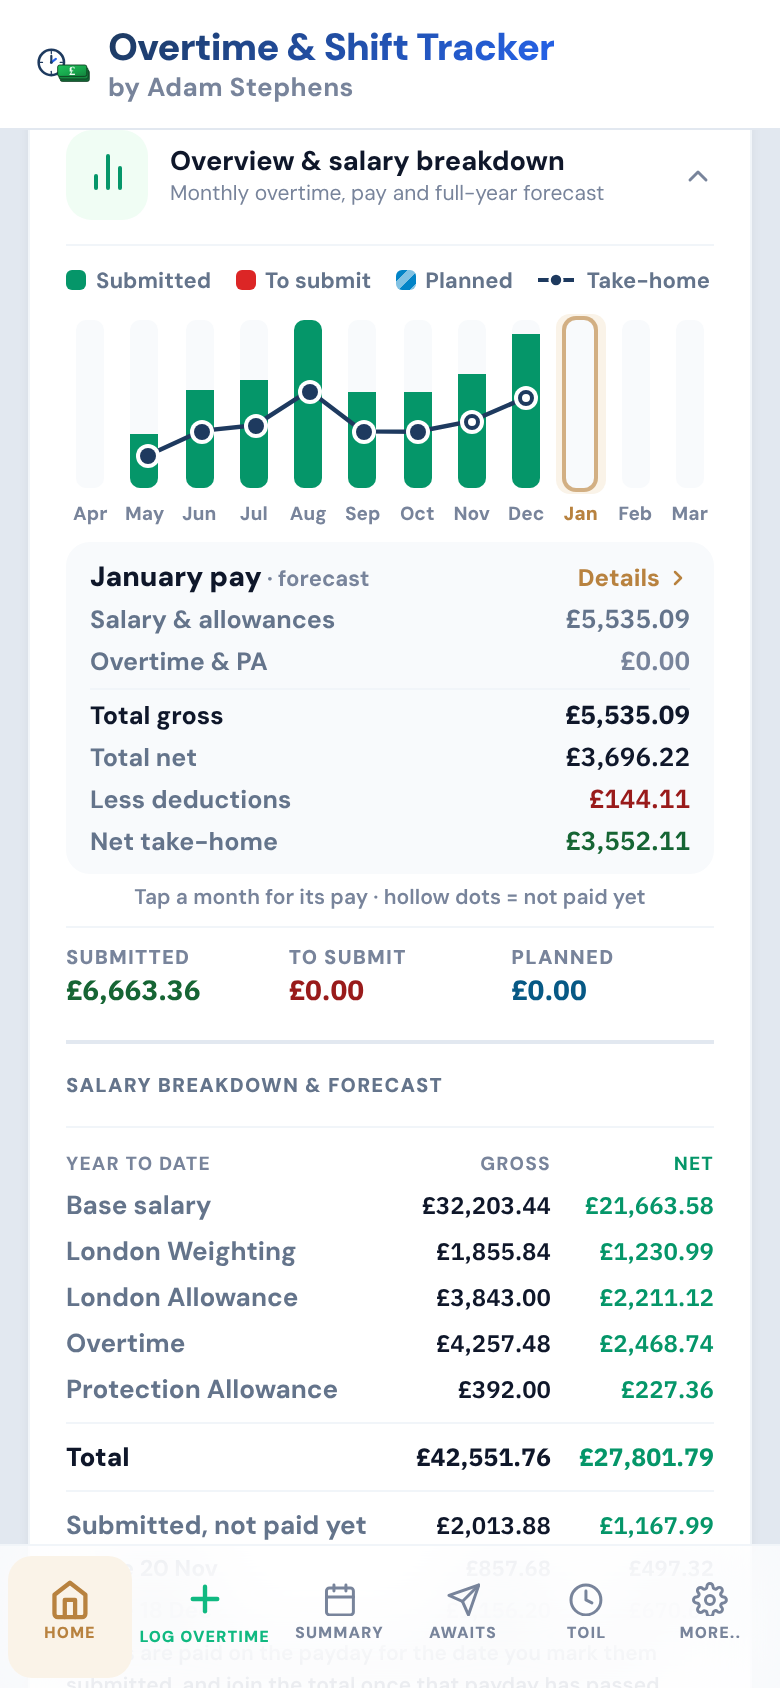 Overtime & Shift Tracker
by Adam Stephens
Overview & salary breakdown
Monthly overtime, pay and full-year forecast
Submitted To submit Planned Take-home
Apr May Jun Jul Aug Sep Oct Nov Dec Jan Feb Mar
January pay · forecast Details
Salary & allowances £5,535.09
Overtime & PA £0.00
Total gross £5,535.09
Total net £3,696.22
Less deductions £144.11
Net take-home £3,552.11
Tap a month for its pay · hollow dots = not paid yet
SUBMITTED TO SUBMIT PLANNED
£6,663.36 £0.00 £0.00
SALARY BREAKDOWN & FORECAST
YEAR TO DATE GROSS NET
Base salary £32,203.44 £21,663.58
London Weighting £1,855.84 £1,230.99
London Allowance £3,843.00 £2,211.12
Overtime £4,257.48 £2,468.74
Protection Allowance £392.00 £227.36
Total £42,551.76 £27,801.79
Submitted, not paid yet £2,013.88 £1,167.99
20 Nov £857.68 £497.32
HOME LOG OVERTIME SUMMARY AWAITS TOIL MORE..
are paid on the payday for the date you mark them
submitted, and join the total once that payday has passed